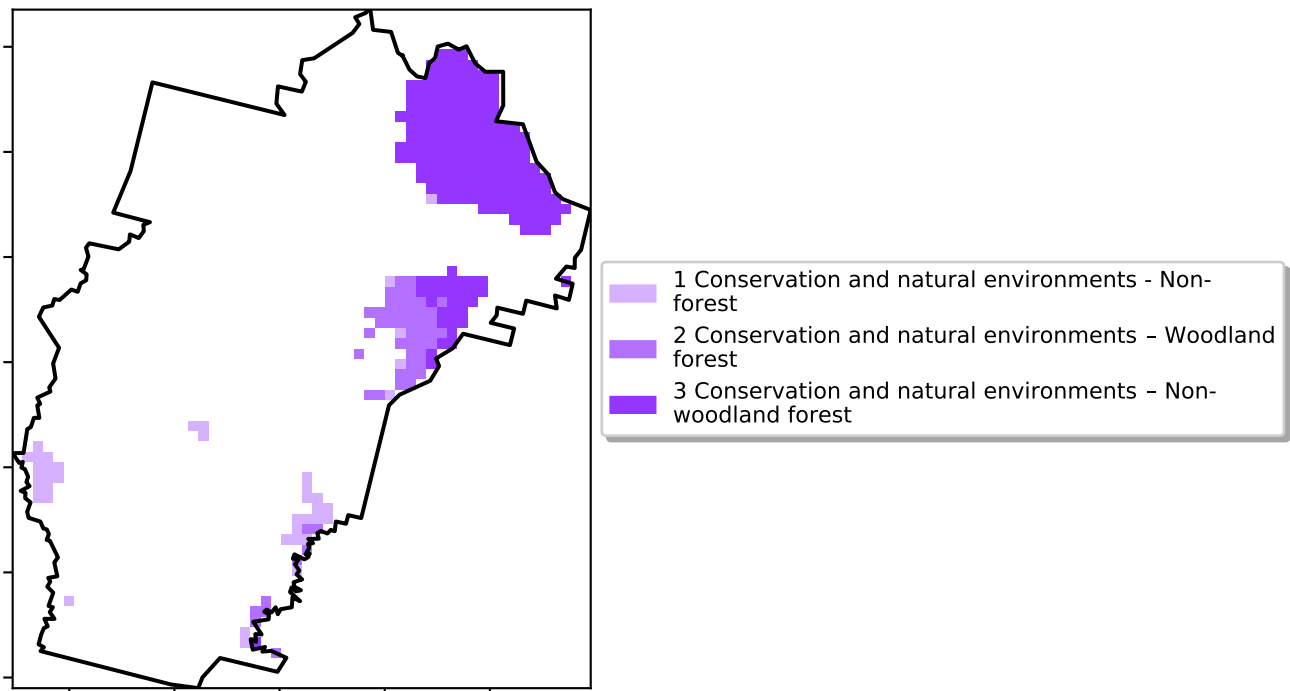 1 Conservation and natural environments - Non-
forest
2 Conservation and natural environments – Woodland
forest
3 Conservation and natural environments – Non-
woodland forest